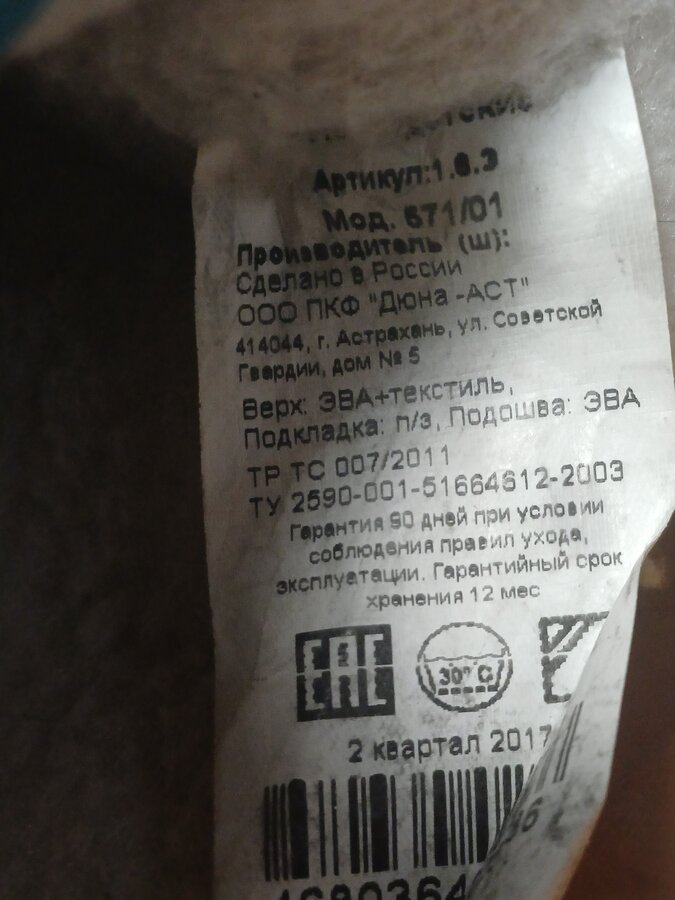 Артикул:1.6.3
Мод. 671/01
Производитель (ш):
Сделано в России
ООО ПКФ "Дюна -АСТ"
414044, г. Астрахань, ул. Советской
Гвардии, дом № 5
Верх: ЭВА+текстиль,
Подкладка: п/з, Подошва: ЭВА
ТР ТС 007/2011
ТУ 2590-001-51664612-2003
Гарантия 90 дней при условии
соблюдения правил ухода,
эксплуатации. Гарантийный срок
хранения 12 мес
ЕАС
30° C
2 квартал 2017